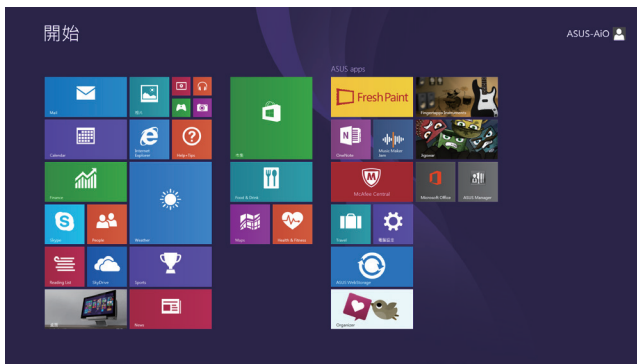 開始
ASUS-AiO
ASUS apps
Mail
Calendar
Internet Explorer
Help+Tips
Finance
Skype
People
Weather
Reading List
SkyDrive
Sports
News
Food & Drink
Maps
Health & Fitness
Fresh Paint
OneNote
Music Maker Jam
McAfee Central
Microsoft Office
ASUS Manager
Travel
ASUS WebStorage
Organizer